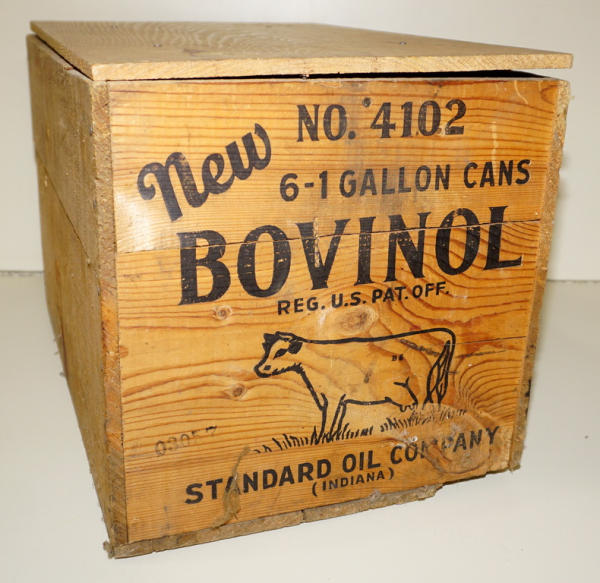 NO. 4102
New
6-1 GALLON CANS
BOVINOL
REG. U.S. PAT. OFF.
STANDARD OIL COMPANY
(INDIANA)